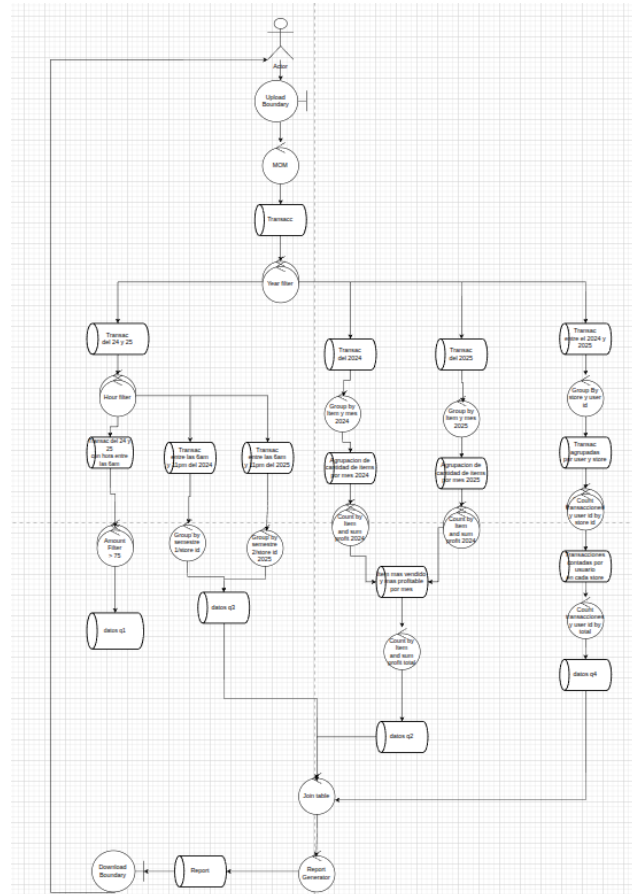 Actor
Upload
Boundary
MOM
Transacc
Year filter
Transac
del 24 y 25
Transac
del 2024
Transac
del 2025
Transac
entre el 2024 y
2025
Hour filter
Group by
Item y mes
2024
Group by
Item y mes
2025
Group By
store y user
id
Transac del 24 y
25
con hora entre
las 6am
Transac
entre las 6am
y 11pm del 2024
Transac
entre las 6am
y 11pm del 2025
Agrupacion de
cantidad de items
por mes 2024
Agrupacion de
cantidad de items
por mes 2025
Transac
agrupadas
por user y store
Amount
Filter
> 75
Group by
semestre
1/store id
Group by
semestre
2/store id
2025
Count by
Item
and sum
profit 2024
Count by
Item
and sum
profit 2024
Count
transacciones
y user id by
store id
Item mas vendido
y mas profitable
por mes
Transacciones
contadas por
usuario
en cada store
datos q1
datos q3
Count by
Item
and sum
profit total
Count
transacciones
y user id by
total
datos q4
datos q2
Join table
Download
Boundary
Report
Report
Generator